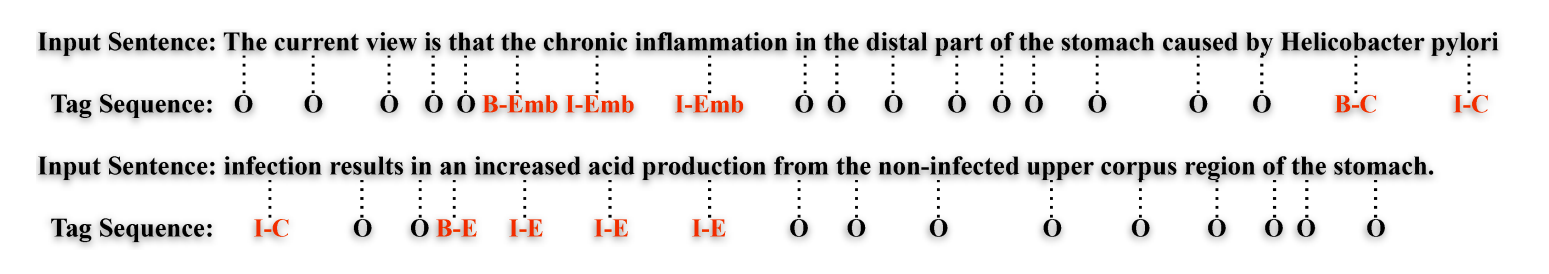 Input Sentence: The current view is that the chronic inflammation in the distal part of the stomach caused by Helicobacter pylori
Tag Sequence: O O O O O B-Emb I-Emb I-Emb O O O O O O O O O B-C I-C
Input Sentence: infection results in an increased acid production from the non-infected upper corpus region of the stomach.
Tag Sequence: I-C O O B-E I-E I-E I-E O O O O O O O O O